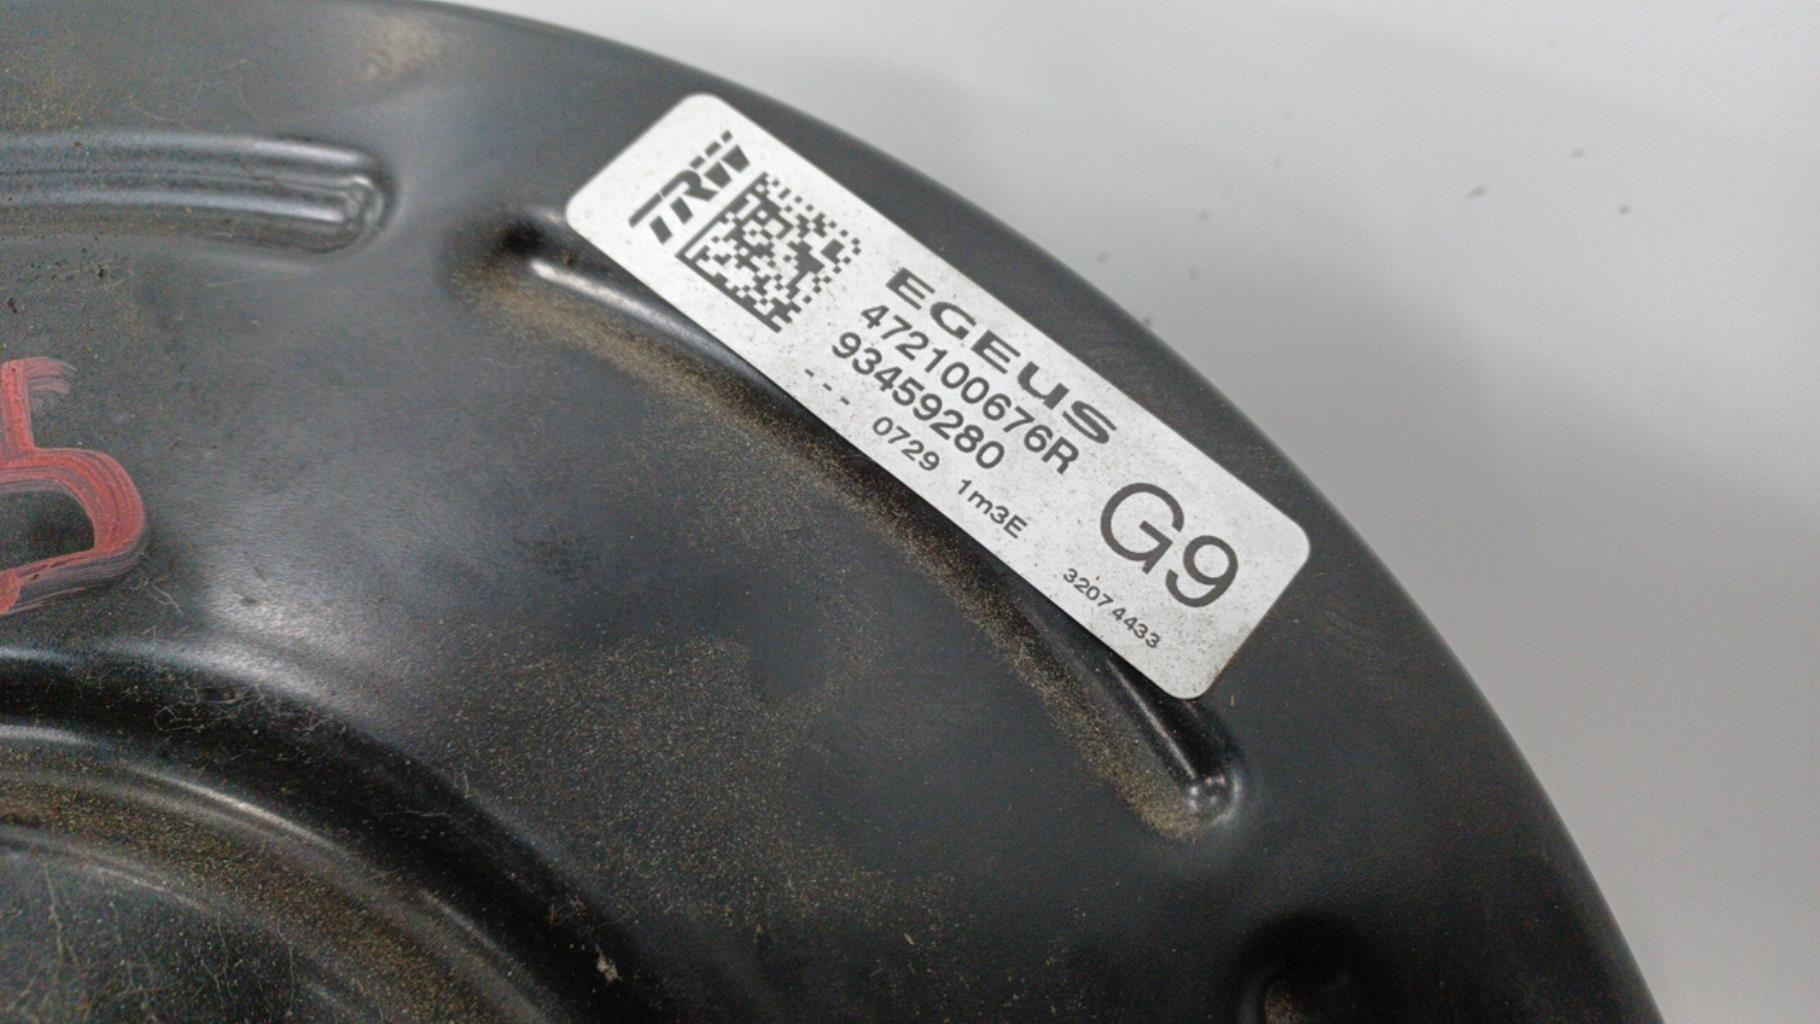 TRW
EGEUS
472100676R
93459280
- - - 0729 1m3E
G9
32074433